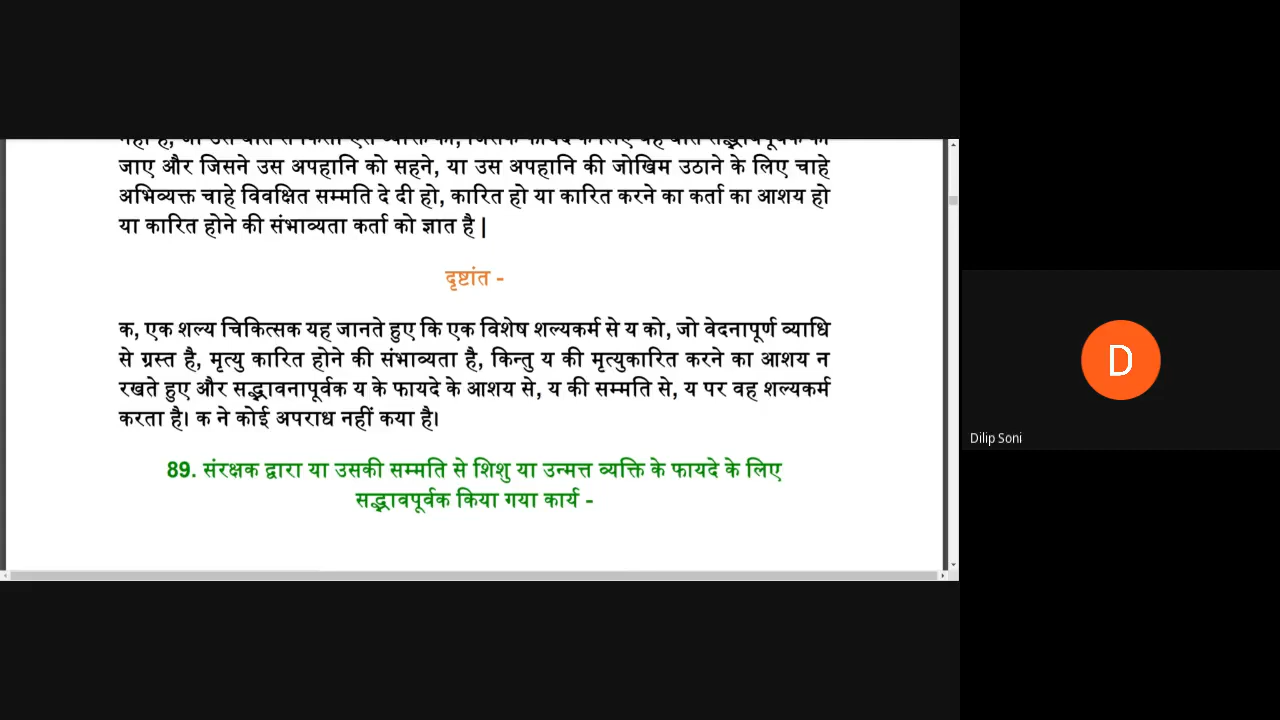 जाए और जिसने उस अपहानि को सहने, या उस अपहानि की जोखिम उठाने के लिए चाहे
अभिव्यक्त चाहे विवक्षित सम्मति दे दी हो, कारित हो या कारित करने का कर्ता का आशय हो
या कारित होने की संभाव्यता कर्ता को ज्ञात है |
दृष्टांत -
क, एक शल्य चिकित्सक यह जानते हुए कि एक विशेष शल्यकर्म से य को, जो वेदनापूर्ण व्याधि
से ग्रस्त है, मृत्यु कारित होने की संभाव्यता है, किन्तु य की मृत्युकारित करने का आशय न
रखते हुए और सद्भावनापूर्वक य के फायदे के आशय से, य की सम्मति से, य पर वह शल्यकर्म
करता है। क ने कोई अपराध नहीं कया है।
89. संरक्षक द्वारा या उसकी सम्मति से शिशु या उन्मत्त व्यक्ति के फायदे के लिए
सद्भावपूर्वक किया गया कार्य -
D
Dilip Soni